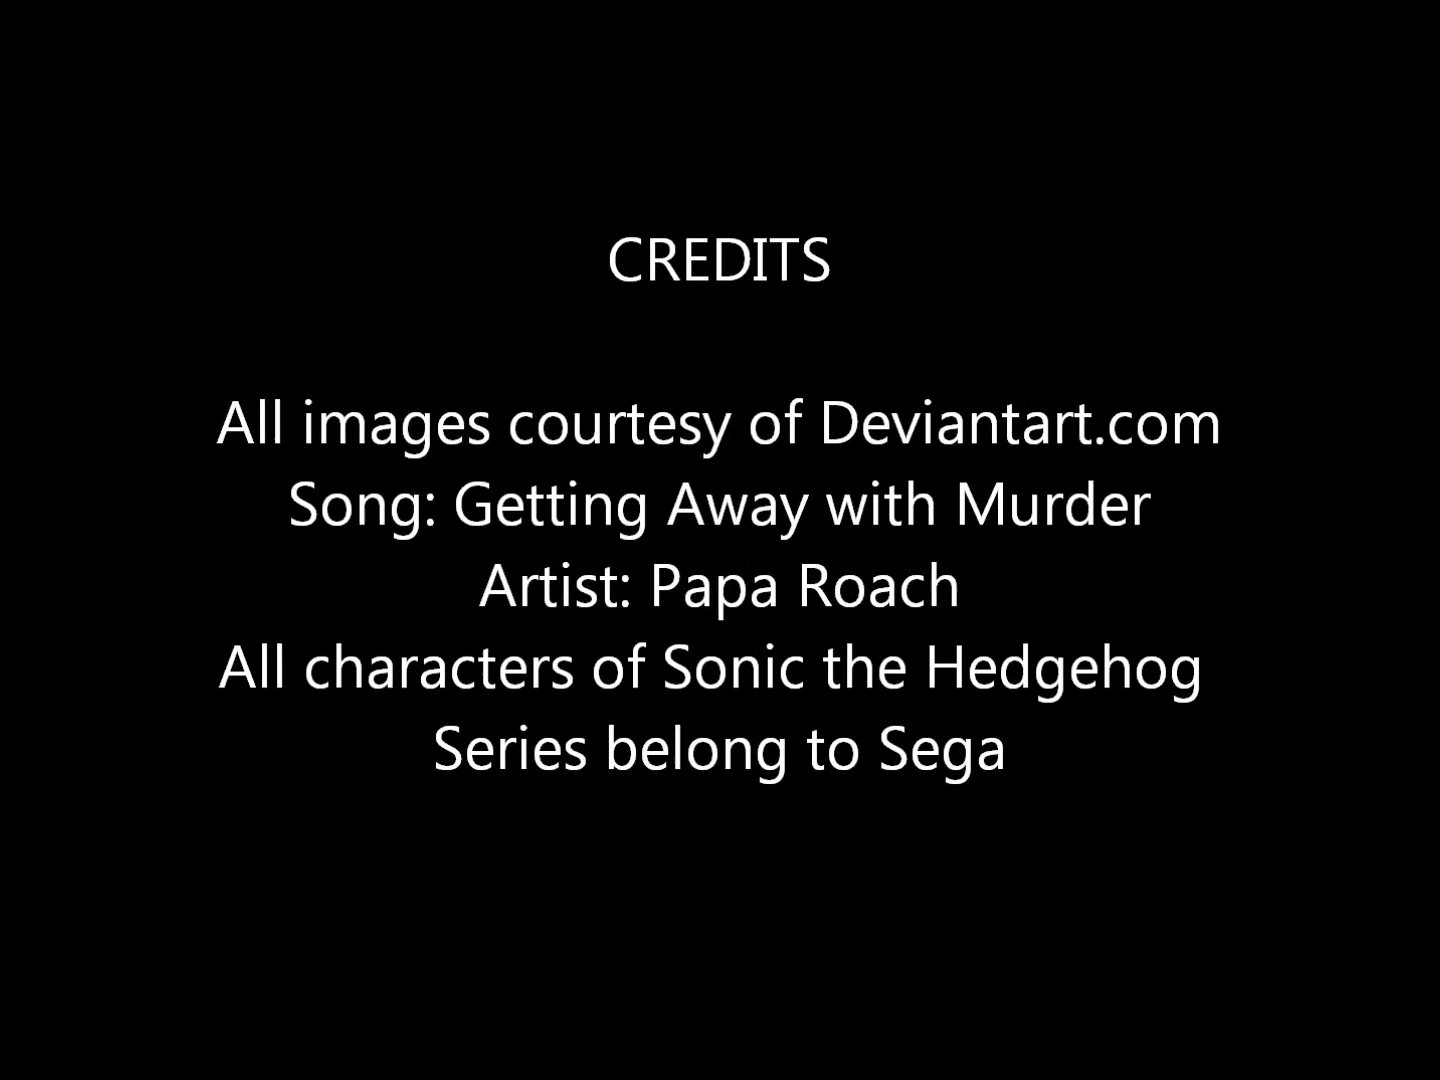 CREDITS
All images courtesy of Deviantart.com
Song: Getting Away with Murder
Artist: Papa Roach
All characters of Sonic the Hedgehog
Series belong to Sega